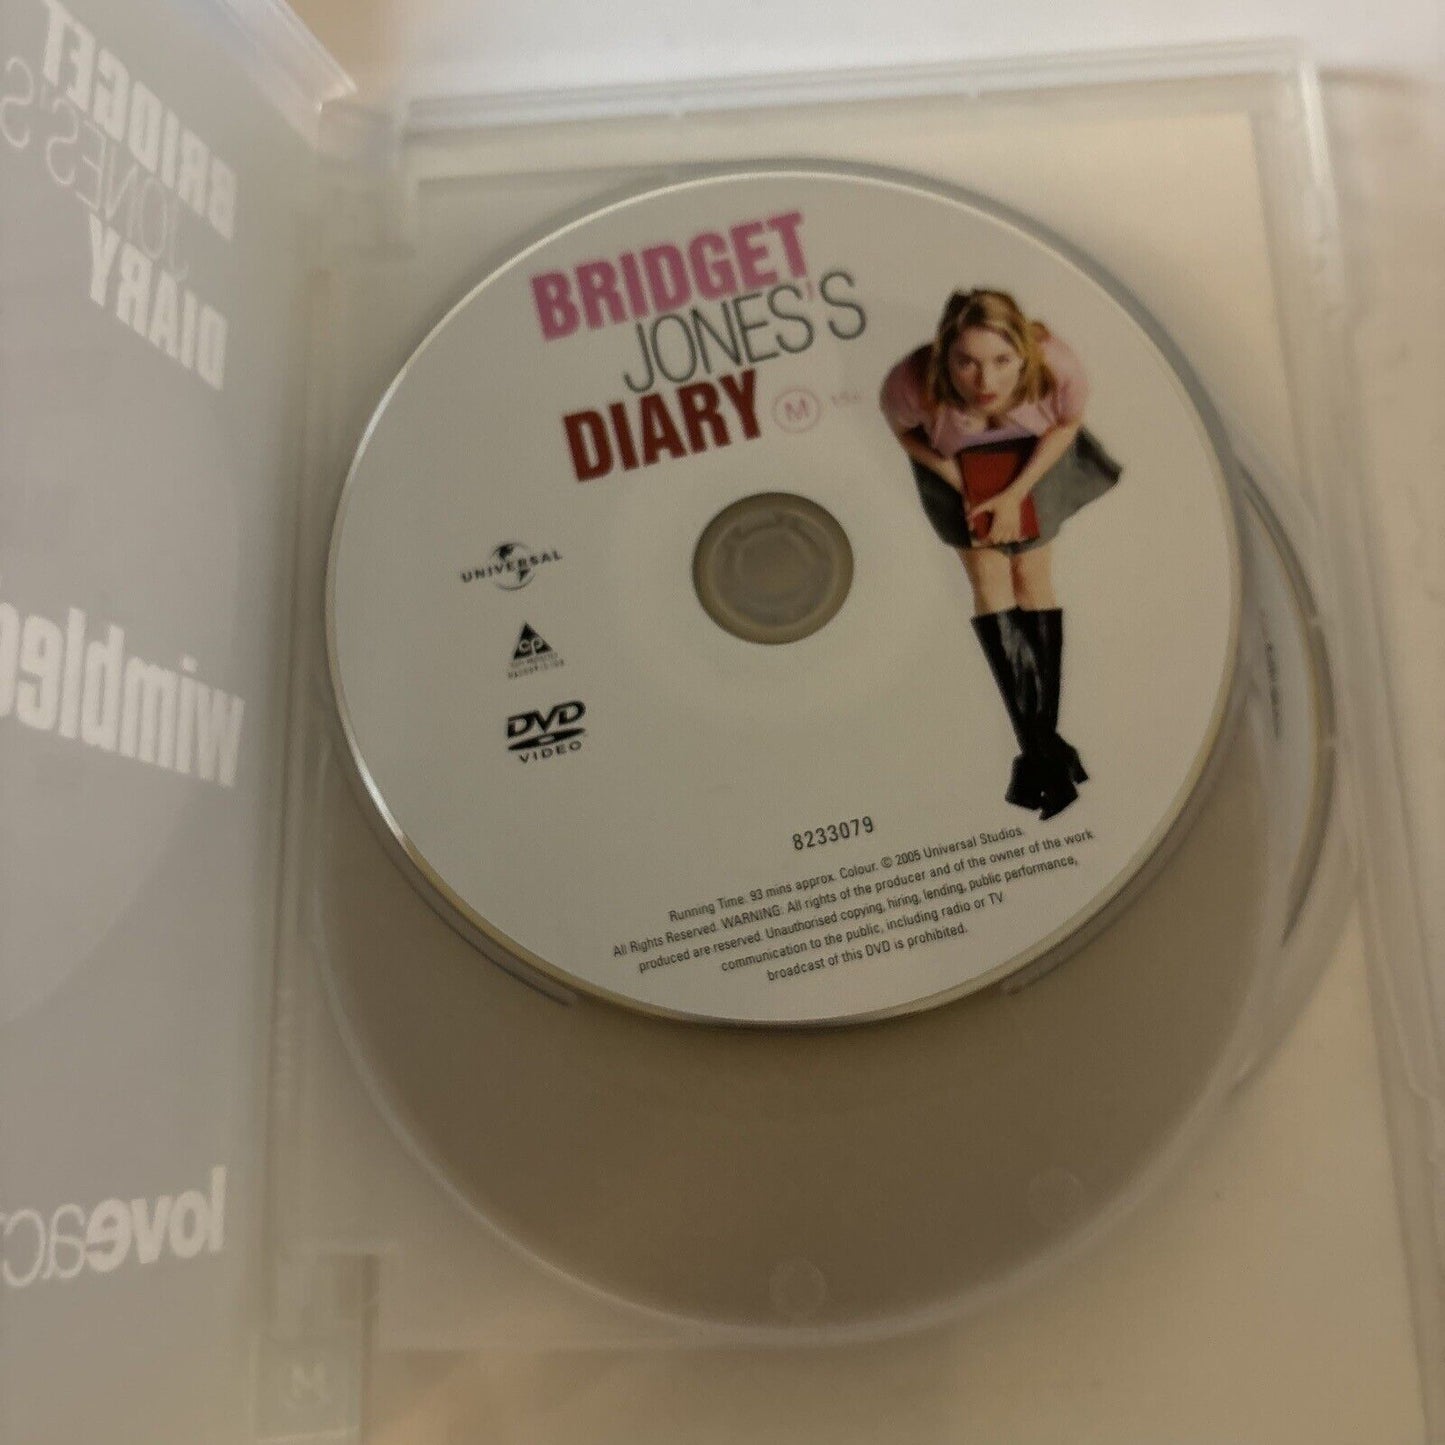 BRIDGET
JONES'S
DIARY
M
UNIVERSAL
CP
DVD
VIDEO
8233079
Running Time: 93 mins approx. Colour. © 2005 Universal Studios.
All Rights Reserved. WARNING: All rights of the producer and of the owner of the work
produced are reserved. Unauthorised copying, hiring, lending, public performance,
communication to the public, including radio or TV
broadcast of this DVD is prohibited.
BRIDGET
JONES'S
DIARY
loveac